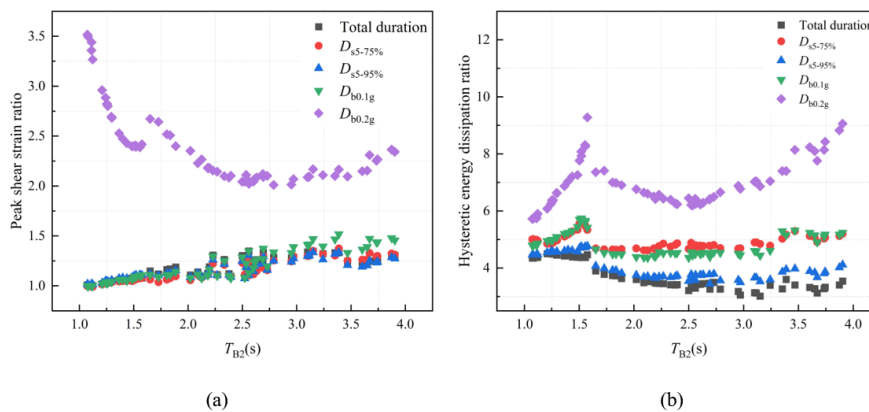 Peak shear strain ratio
3.5
3.0
2.5
2.0
1.5
1.0
Total duration
Ds5-75%
Ds5-95%
Db0.1g
Db0.2g
1.0 1.5 2.0 2.5 3.0 3.5 4.0
TB2(s)
(a)
Hysteretic energy dissipation ratio
12
10
8
6
4
Total duration
Ds5-75%
Ds5-95%
Db0.1g
Db0.2g
1.0 1.5 2.0 2.5 3.0 3.5 4.0
TB2(s)
(b)